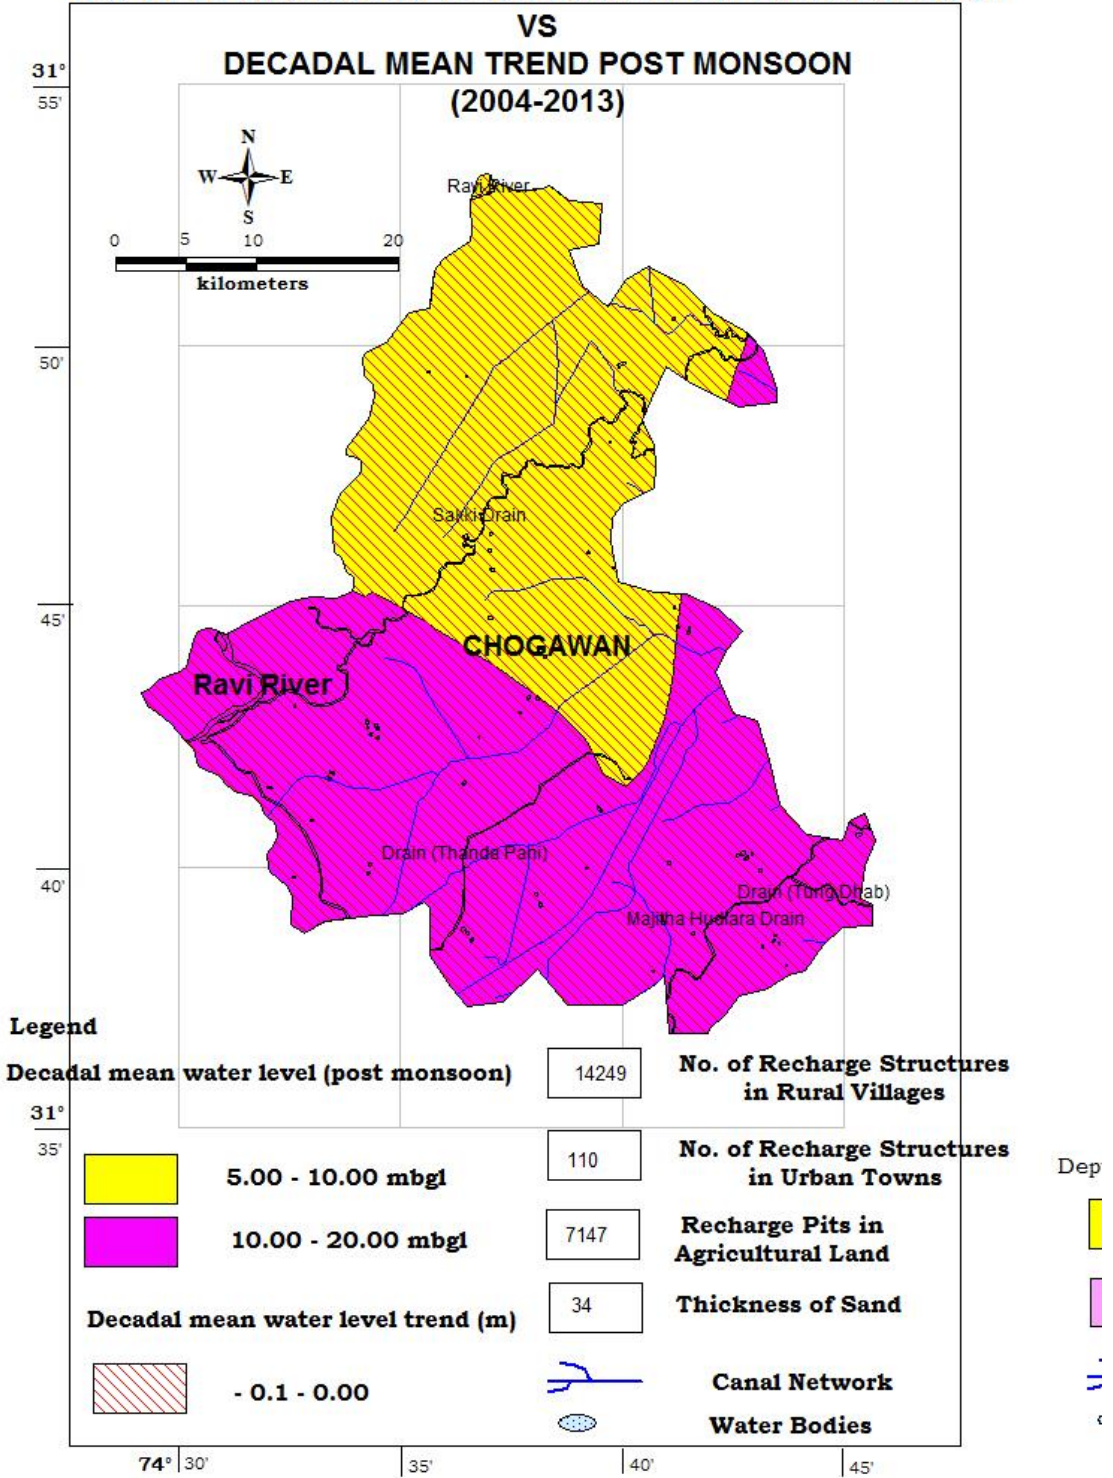 VS
DECADAL MEAN TREND POST MONSOON
(2004-2013)
31°
55'
N
W E
S
0 5 10 20
kilometers
Ravi River
50'
Sakki Drain
45'
CHOGAWAN
Ravi River
Drain (Thanda Pani)
40'
Drain (Tung Dhab)
Majitha Hudiara Drain
Legend
Decadal mean water level (post monsoon)
14249
No. of Recharge Structures
in Rural Villages
31°
35'
110
No. of Recharge Structures
in Urban Towns
5.00 - 10.00 mbgl
10.00 - 20.00 mbgl
7147
Recharge Pits in
Agricultural Land
34
Thickness of Sand
Decadal mean water level trend (m)
- 0.1 - 0.00
Canal Network
Water Bodies
74° 30' 35' 40' 45'
Dep